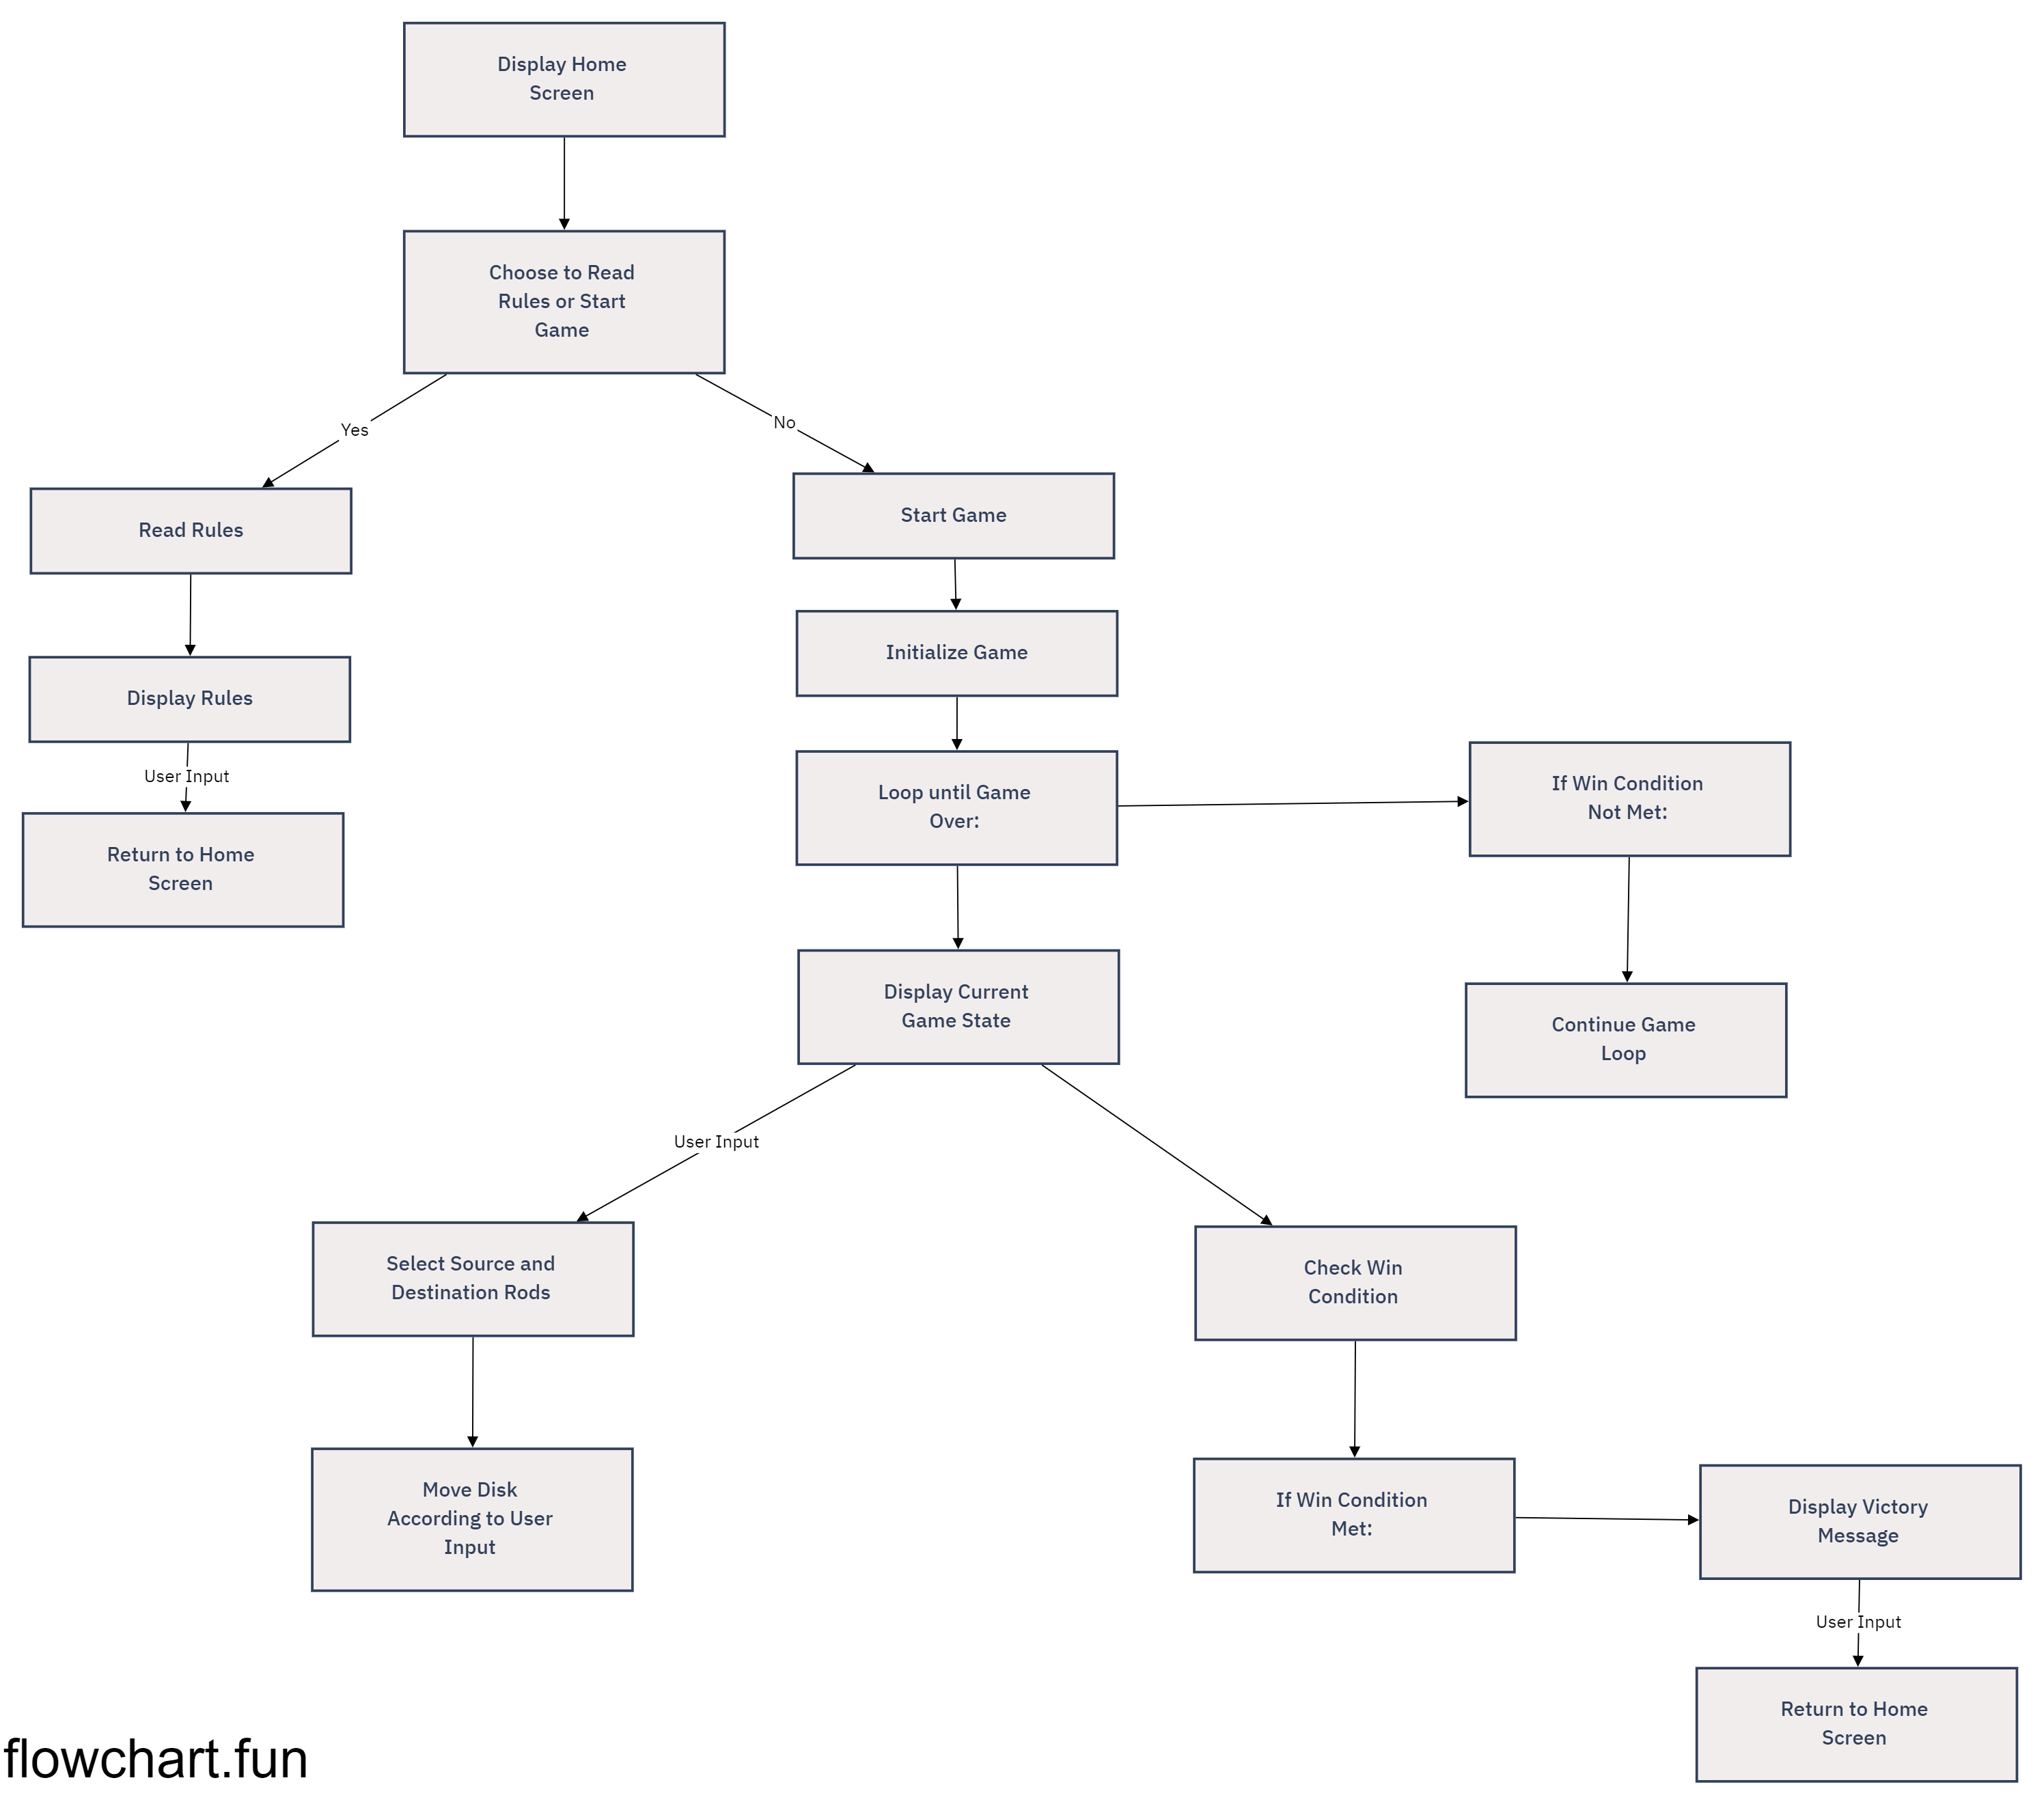 Display Home
Screen
Choose to Read
Rules or Start
Game
Yes
No
Read Rules
Start Game
Initialize Game
Display Rules
User Input
Return to Home
Screen
Loop until Game
Over:
If Win Condition
Not Met:
Display Current
Game State
Continue Game
Loop
User Input
Select Source and
Destination Rods
Check Win
Condition
Move Disk
According to User
Input
If Win Condition
Met:
Display Victory
Message
User Input
Return to Home
Screen
flowchart.fun